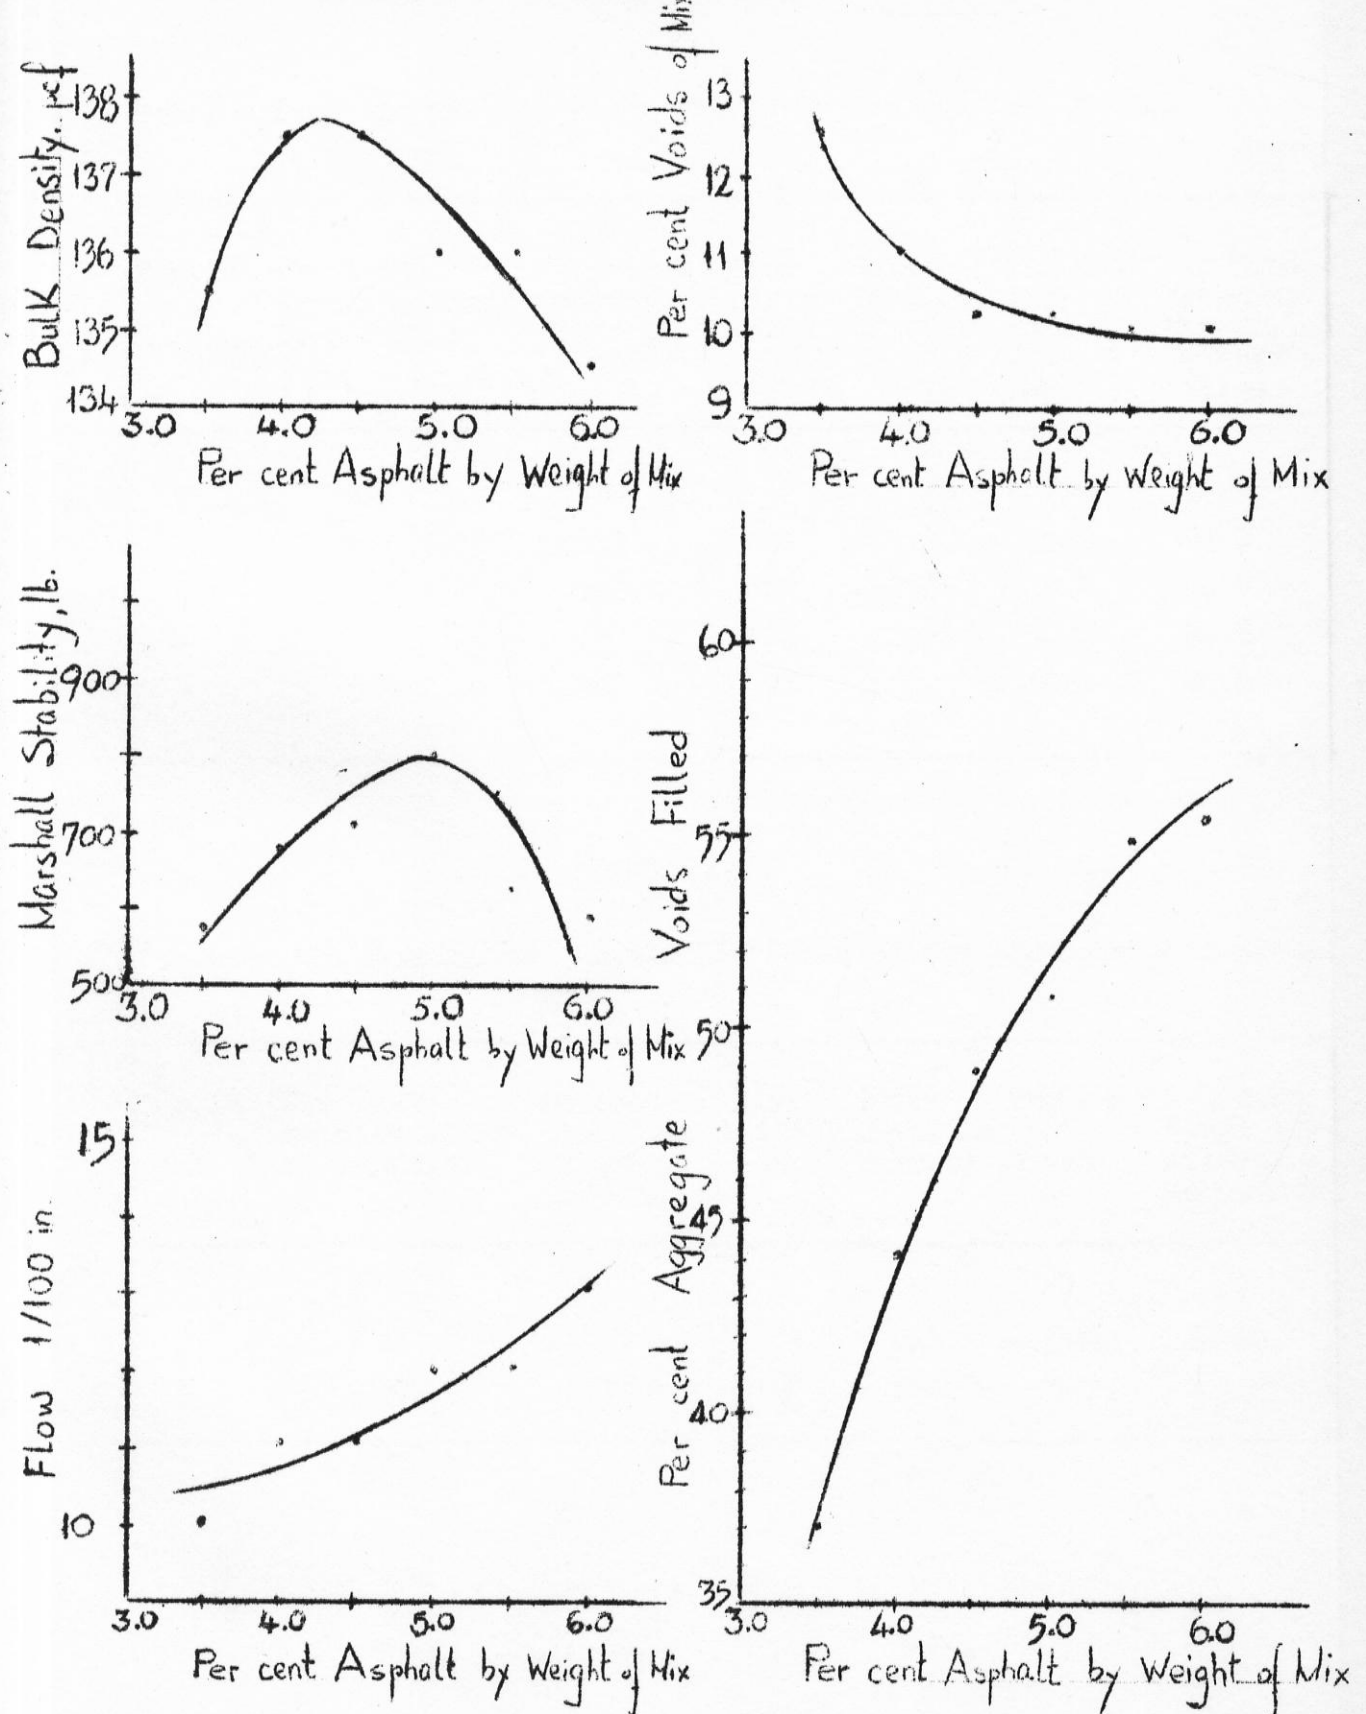 Bulk Density, pcf
138
137
136
135
134
3.0 4.0 5.0 6.0
Per cent Asphalt by Weight of Mix
Per cent Voids of Mix
13
12
11
10
9
3.0 4.0 5.0 6.0
Per cent Asphalt by Weight of Mix
Marshall Stability, lb.
900
700
500
3.0 4.0 5.0 6.0
Per cent Asphalt by Weight of Mix
Flow 1/100 in
15
10
3.0 4.0 5.0 6.0
Per cent Asphalt by Weight of Mix
Per cent Aggregate Voids Filled
60
55
50
45
40
35
3.0 4.0 5.0 6.0
Per cent Asphalt by Weight of Mix